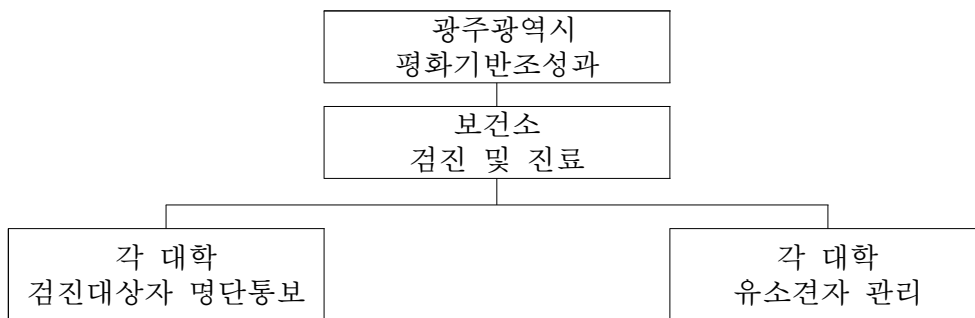 광주광역시
평화기반조성과
보건소
검진 및 진료
각 대학
검진대상자 명단통보
각 대학
유소견자 관리